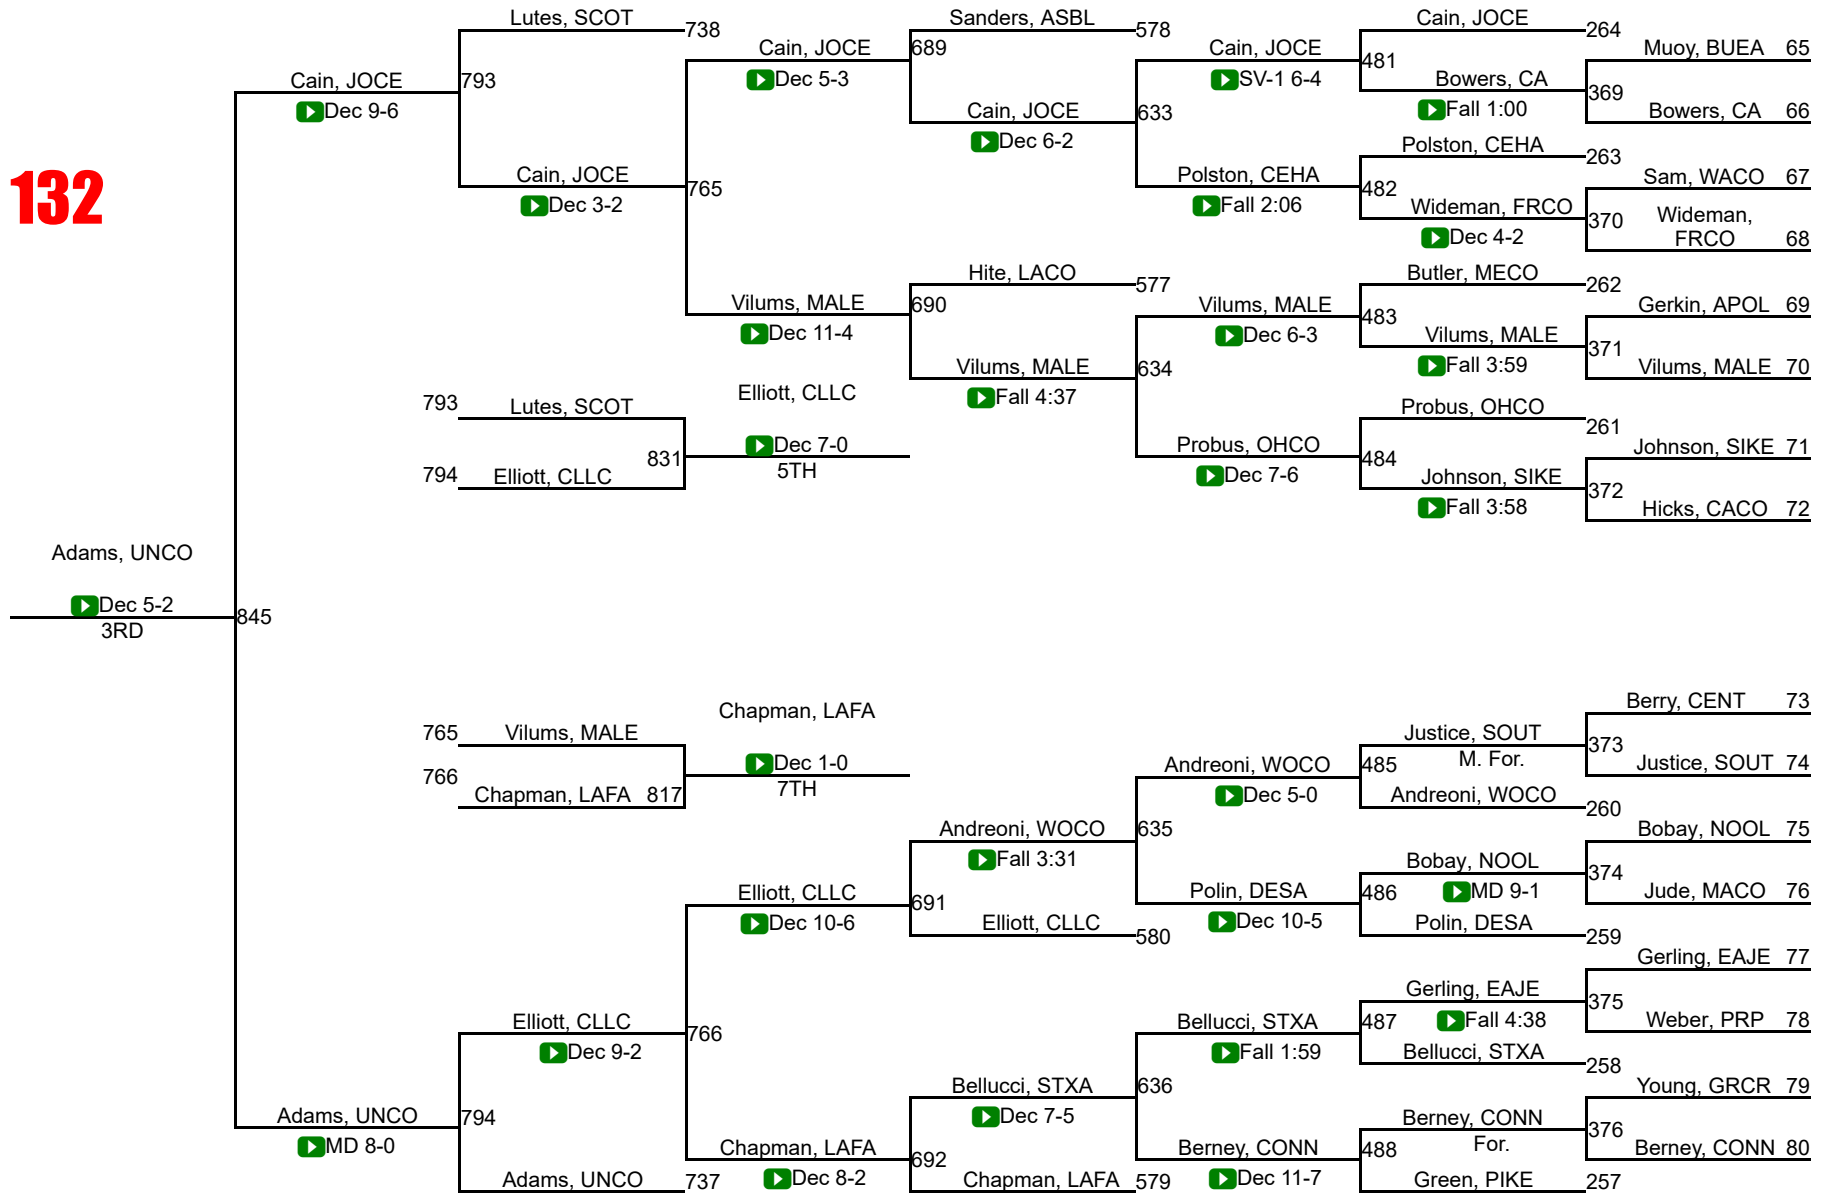 132
Lutes, SCOT
738
Cain, JOCE
793
Dec 9-6
Cain, JOCE
Dec 3-2
Cain, JOCE
Dec 5-3
765
Vilums, MALE
Dec 11-4
Sanders, ASBL
578
689
Cain, JOCE
Dec 6-2
Hite, LACO
577
690
Vilums, MALE
Fall 4:37
Cain, JOCE
SV-1 6-4
633
Polston, CEHA
Fall 2:06
Vilums, MALE
Dec 6-3
634
Probus, OHCO
Dec 7-6
Cain, JOCE
264
481
Bowers, CA
Fall 1:00
Polston, CEHA
263
482
Wideman, FRCO
Dec 4-2
Butler, MECO
262
483
Vilums, MALE
Fall 3:59
Probus, OHCO
261
484
Johnson, SIKE
Fall 3:58
Muoy, BUEA 65
369
Bowers, CA 66
Sam, WACO 67
370
Wideman,
FRCO 68
Gerkin, APOL 69
371
Vilums, MALE 70
Johnson, SIKE 71
372
Hicks, CACO 72
793
Lutes, SCOT
831
794
Elliott, CLLC
Elliott, CLLC
Dec 7-0
5TH
Adams, UNCO
Dec 5-2
3RD
845
765
Vilums, MALE
766
Chapman, LAFA 817
Chapman, LAFA
Dec 1-0
7TH
Adams, UNCO
MD 8-0
794
Elliott, CLLC
Dec 9-2
Adams, UNCO
737
Elliott, CLLC
Dec 10-6
766
Chapman, LAFA
Dec 8-2
Andreoni, WOCO
Fall 3:31
691
Elliott, CLLC
580
Bellucci, STXA
Dec 7-5
692
Chapman, LAFA
579
Andreoni, WOCO
Dec 5-0
635
Polin, DESA
Dec 10-5
Bellucci, STXA
Fall 1:59
636
Berney, CONN
Dec 11-7
Justice, SOUT
M. For.
485
Andreoni, WOCO
260
Bobay, NOOL
MD 9-1
486
Polin, DESA
259
Gerling, EAJE
Fall 4:38
487
Bellucci, STXA
258
Berney, CONN
For.
488
Green, PIKE
257
Berry, CENT 73
373
Justice, SOUT 74
Bobay, NOOL 75
374
Jude, MACO 76
Gerling, EAJE 77
375
Weber, PRP 78
Young, GRCR 79
376
Berney, CONN 80